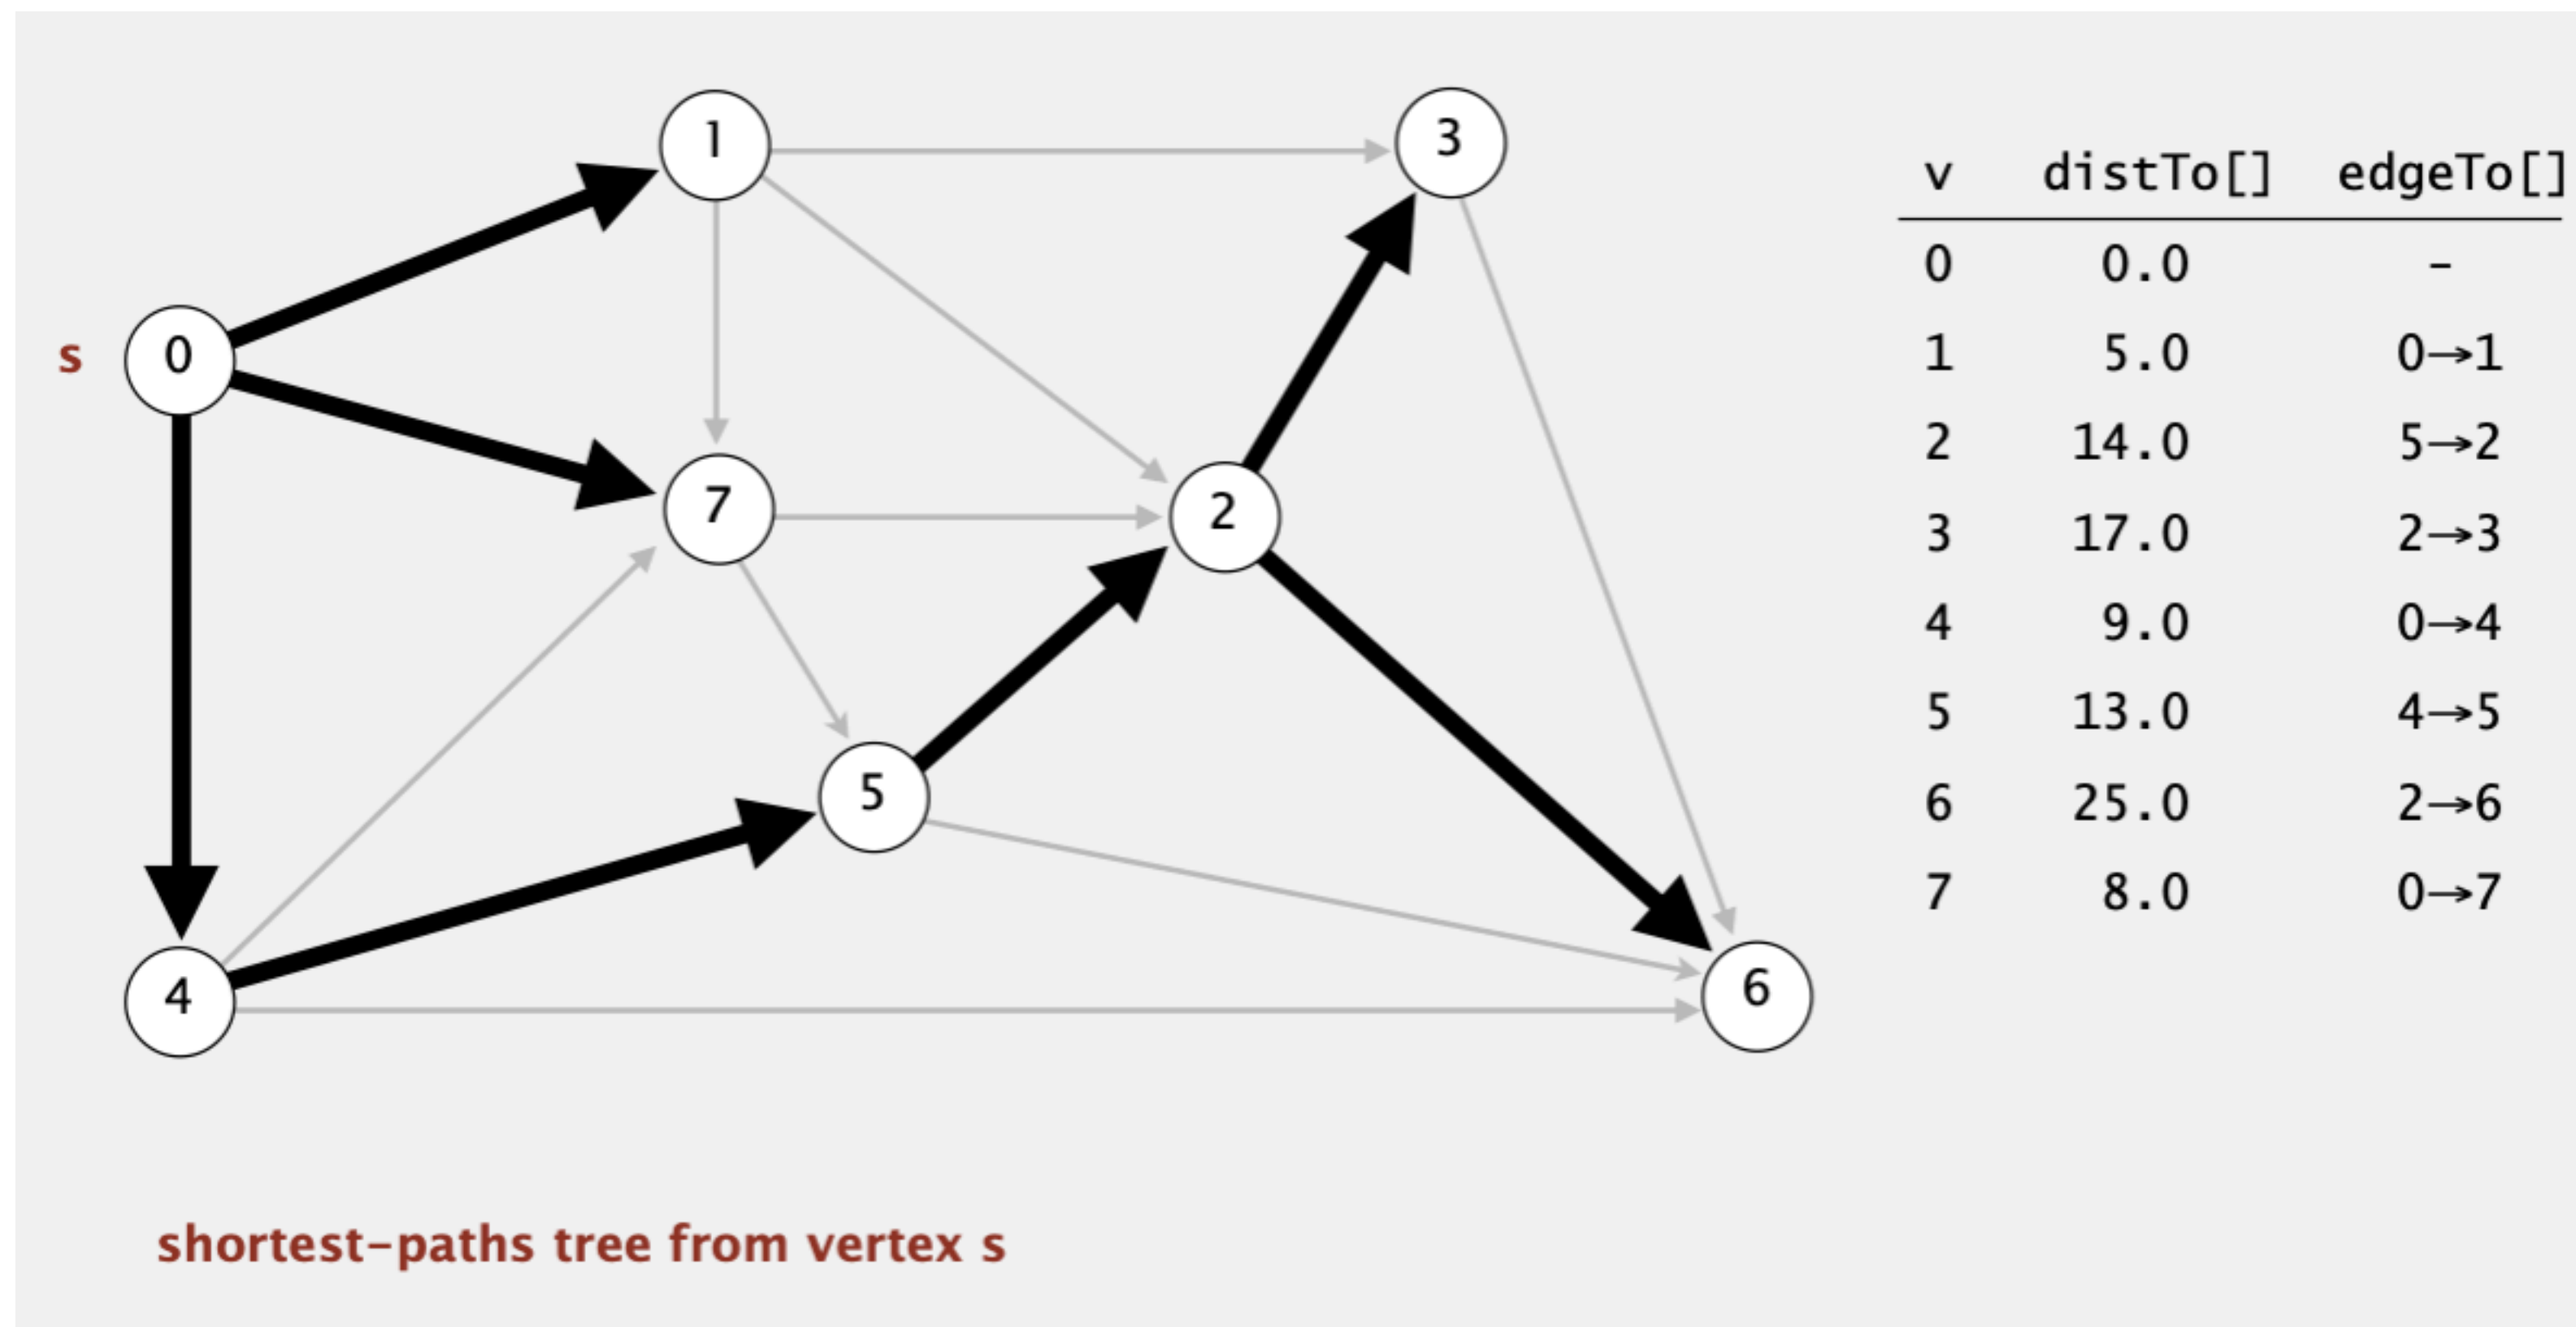 1
3
v distTo[] edgeTo[]
0 0.0 -
s 0
1 5.0 0→1
2 14.0 5→2
7
2
3 17.0 2→3
4 9.0 0→4
5 13.0 4→5
5
6 25.0 2→6
7 8.0 0→7
4
6
shortest-paths tree from vertex s